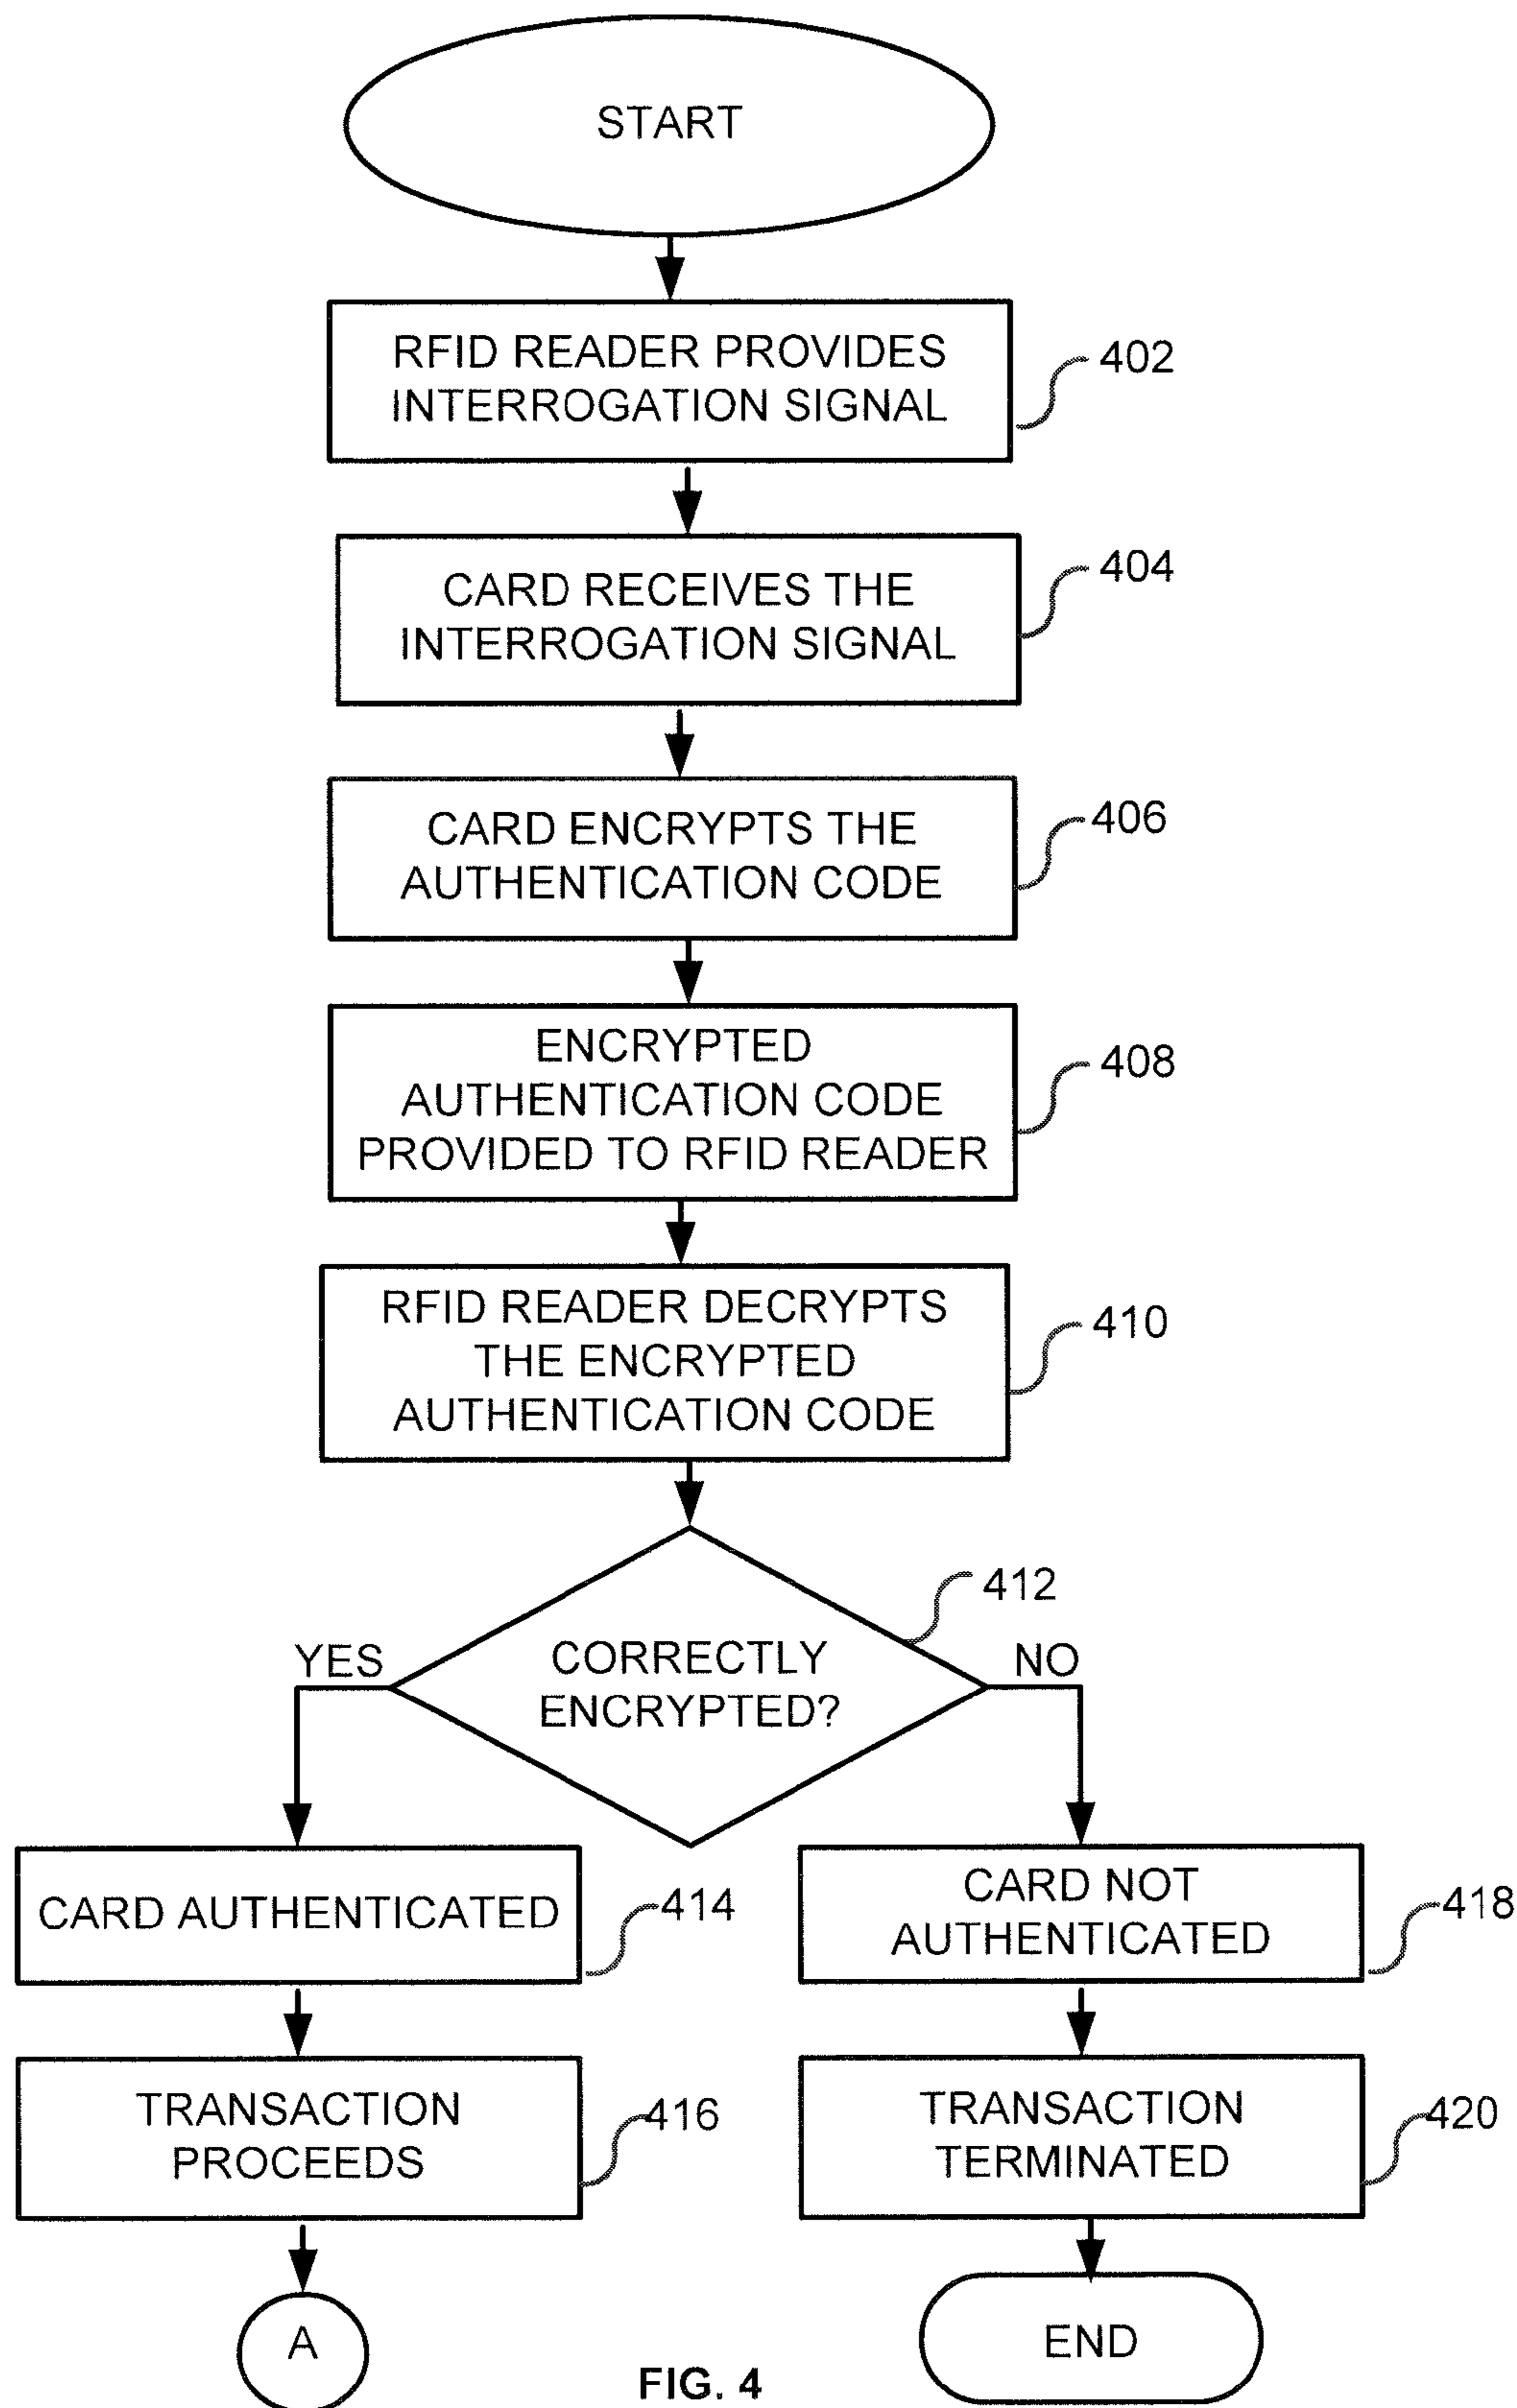 START
RFID READER PROVIDES
INTERROGATION SIGNAL
402
CARD RECEIVES THE
INTERROGATION SIGNAL
404
CARD ENCRYPTS THE
AUTHENTICATION CODE
406
ENCRYPTED
AUTHENTICATION CODE
PROVIDED TO RFID READER
408
RFID READER DECRYPTS
THE ENCRYPTED
AUTHENTICATION CODE
410
412
YES
CORRECTLY
ENCRYPTED?
NO
CARD AUTHENTICATED
414
CARD NOT
AUTHENTICATED
418
TRANSACTION
PROCEEDS
416
TRANSACTION
TERMINATED
420
A
END
FIG. 4